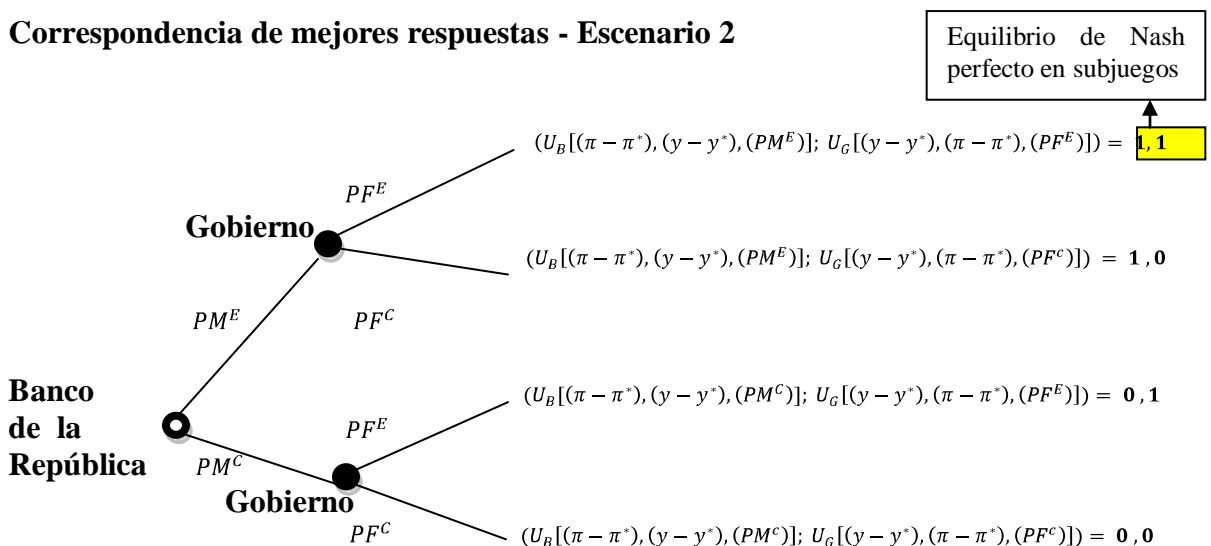 Correspondencia de mejores respuestas - Escenario 2
Equilibrio de Nash
perfecto en subjuegos
(U_B[(π − π*), (y − y*), (PM^E)]; U_G[(y − y*), (π − π*), (PF^E)]) = 1, 1
PF^E
Gobierno
(U_B[(π − π*), (y − y*), (PM^E)]; U_G[(y − y*), (π − π*), (PF^c)]) = 1 , 0
PM^E
PF^C
Banco
de la
República
(U_B[(π − π*), (y − y*), (PM^C)]; U_G[(y − y*), (π − π*), (PF^E)]) = 0 , 1
PF^E
PM^C
Gobierno
PF^C
(U_B[(π − π*), (y − y*), (PM^c)]; U_G[(y − y*), (π − π*), (PF^c)]) = 0 , 0